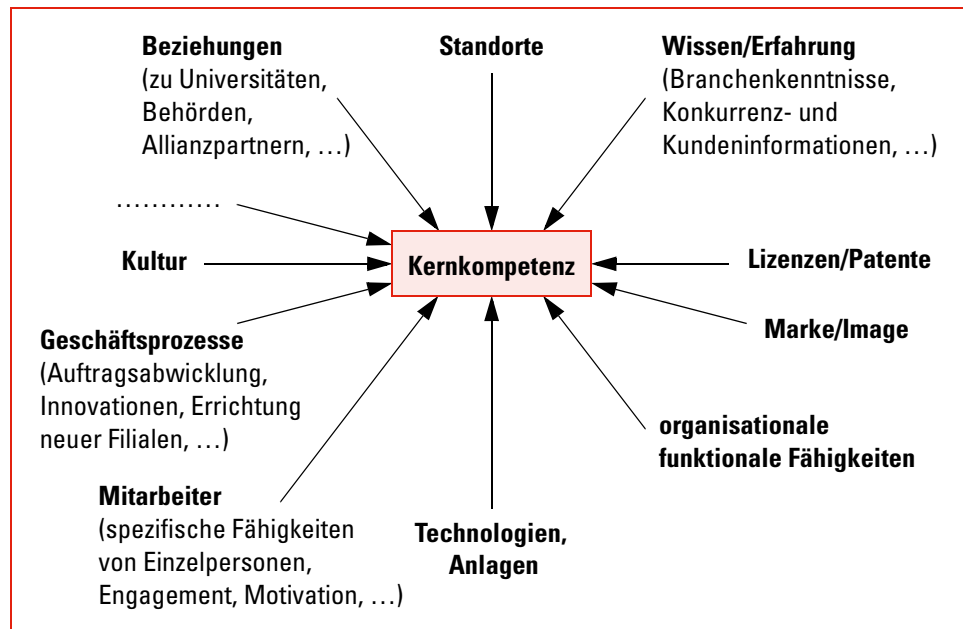 Beziehungen
(zu Universitäten,
Behörden,
Allianzpartnern, …)
Standorte
Wissen/Erfahrung
(Branchenkenntnisse,
Konkurrenz- und
Kundeninformationen, …)
…………
Kultur
Kernkompetenz
Lizenzen/Patente
Marke/Image
Geschäftsprozesse
(Auftragsabwicklung,
Innovationen, Errichtung
neuer Filialen, …)
organisationale
funktionale Fähigkeiten
Mitarbeiter
(spezifische Fähigkeiten
von Einzelpersonen,
Engagement, Motivation, …)
Technologien,
Anlagen